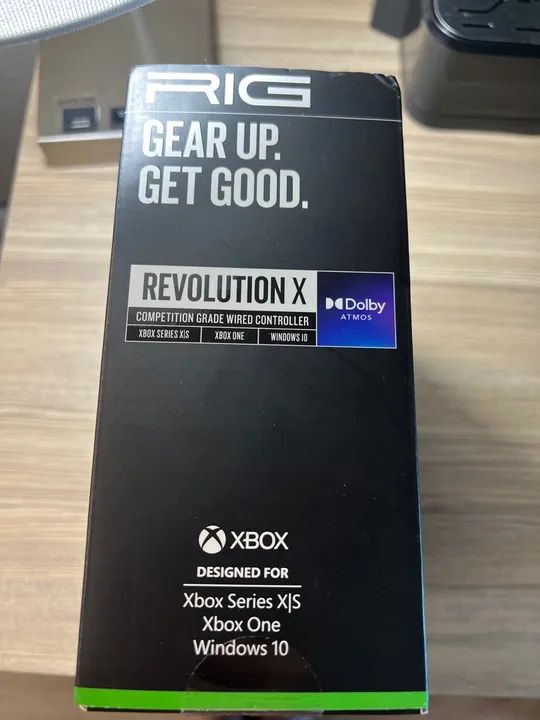 RIG
GEAR UP.
GET GOOD.
REVOLUTION X
COMPETITION GRADE WIRED CONTROLLER
XBOX SERIES X|S XBOX ONE WINDOWS 10
Dolby
ATMOS
XBOX
DESIGNED FOR
Xbox Series X|S
Xbox One
Windows 10